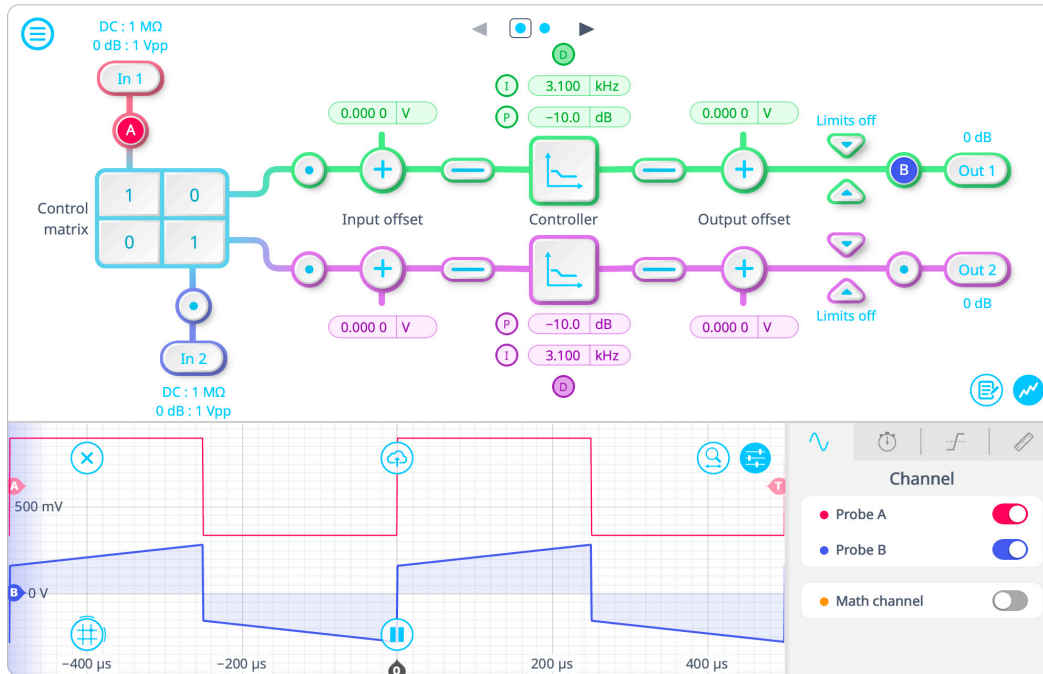 DC : 1 MΩ
0 dB : 1 Vpp
In 1
A
Control
matrix
1 0
0 1
In 2
DC : 1 MΩ
0 dB : 1 Vpp
D
I 3.100 kHz
P −10.0 dB
0.000 0 V
0.000 0 V
Limits off
0 dB
B
Out 1
Input offset
Controller
Output offset
Out 2
0 dB
Limits off
0.000 0 V
P −10.0 dB
0.000 0 V
I 3.100 kHz
D
A
T
500 mV
B
0 V
−400 µs
−200 µs
0
200 µs
400 µs
Channel
Probe A
Probe B
Math channel